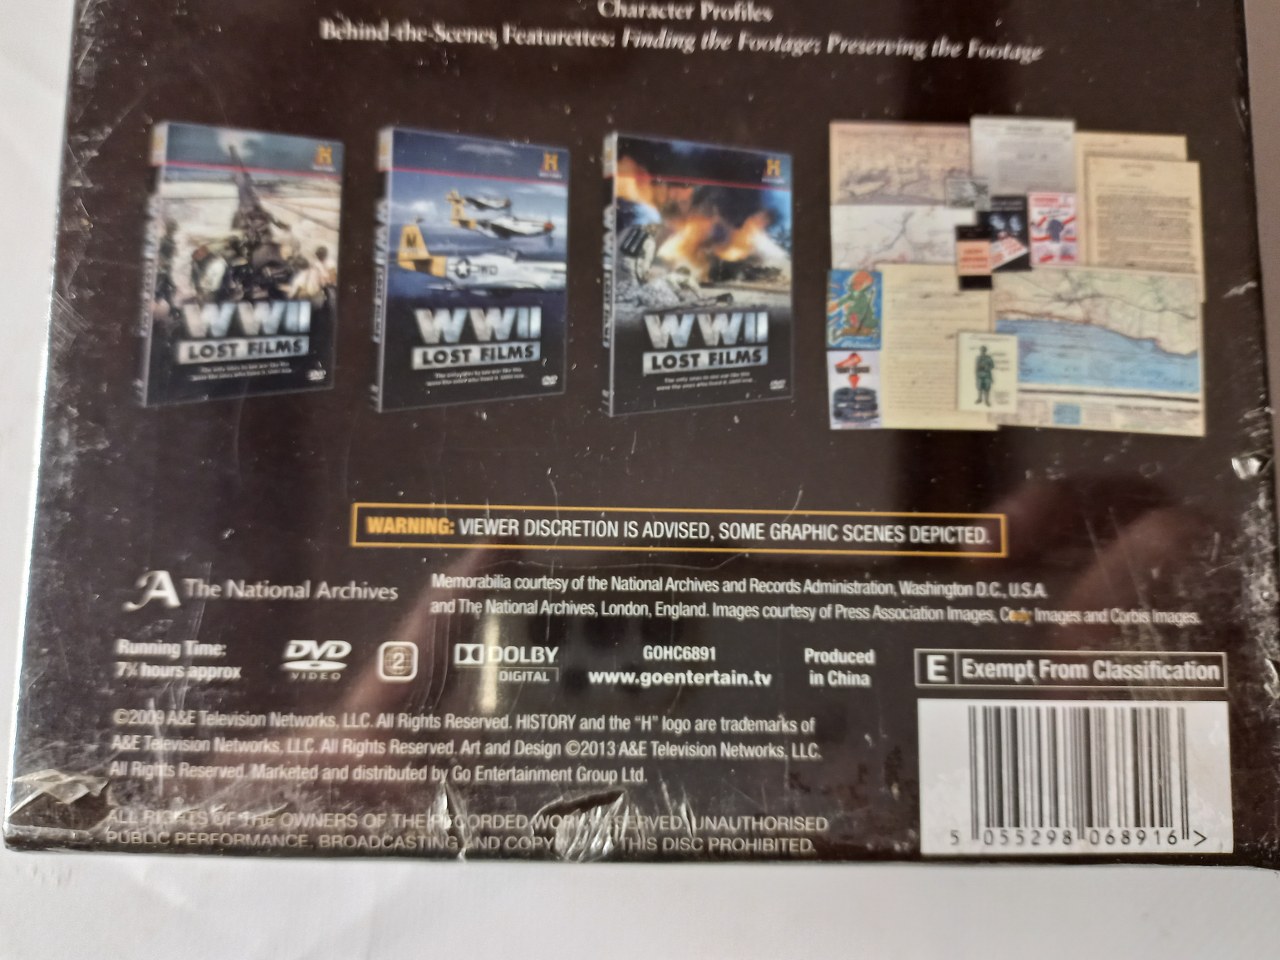 Character Profiles
Behind-the-Scenes Featurettes: Finding the Footage; Preserving the Footage
H
H
H
WWII
LOST FILMS
WWII
LOST FILMS
WWII
LOST FILMS
WARNING: VIEWER DISCRETION IS ADVISED, SOME GRAPHIC SCENES DEPICTED.
The National Archives
Memorabilia courtesy of the National Archives and Records Administration, Washington D.C., U.S.A.
and The National Archives, London, England. Images courtesy of Press Association Images, Images and Corbis Images.
Running Time:
7½ hours approx
DVD
VIDEO
2
DOLBY
DIGITAL
GOHC6891
www.goentertain.tv
Produced
in China
E Exempt From Classification
©2009 A&E Television Networks, LLC. All Rights Reserved. HISTORY and the “H” logo are trademarks of
A&E Television Networks, LLC. All Rights Reserved. Art and Design ©2013 A&E Television Networks, LLC.
All Rights Reserved. Marketed and distributed by Go Entertainment Group Ltd.
ALL RIGHTS OF THE OWNERS OF THE RECORDED WORK RESERVED. UNAUTHORISED
PUBLIC PERFORMANCE, BROADCASTING AND COPYING OF THIS DISC PROHIBITED.
5 055298 068916 >